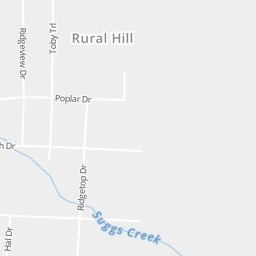 Rural Hill
Ridgeview Dr
Toby Trl
Poplar Dr
h Dr
Ridgetop Dr
Suggs Creek
Hal Dr